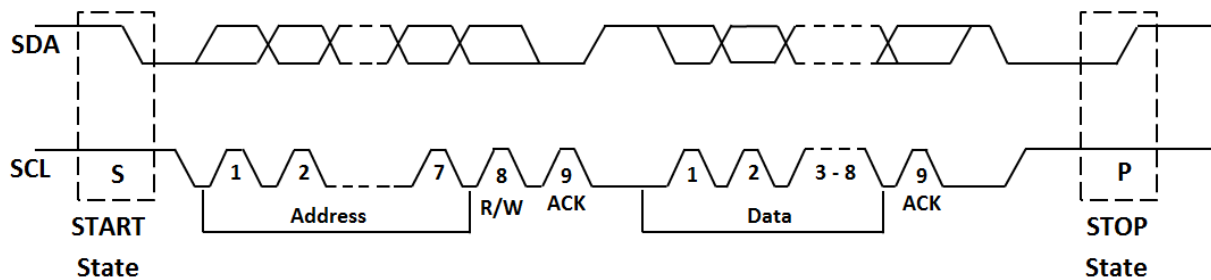 SDA
SCL
S
1
2
7
8
9
1
2
3 - 8
9
P
R/W
ACK
ACK
Address
Data
START
State
STOP
State